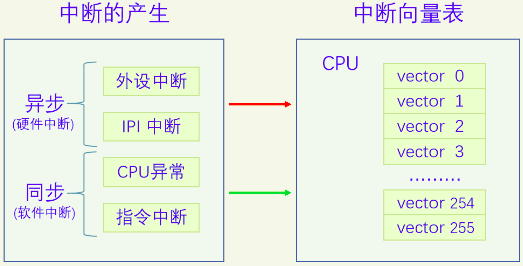 中断的产生
中断向量表
异步
(硬件中断)
外设中断
IPI 中断
同步
(软件中断)
CPU异常
指令中断
CPU
vector 0
vector 1
vector 2
vector 3
·········
vector 254
vector 255